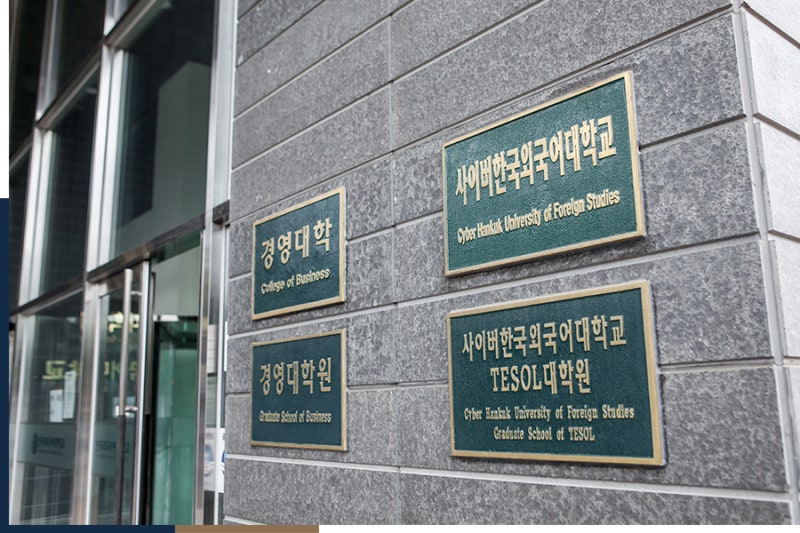 경영대학
College of Business
경영대학원
Graduate School of Business
사이버한국외국어대학교
Cyber Hankuk University of Foreign Studies
사이버한국외국어대학교
TESOL대학원
Cyber Hankuk University of Foreign Studies
Graduate School of TESOL